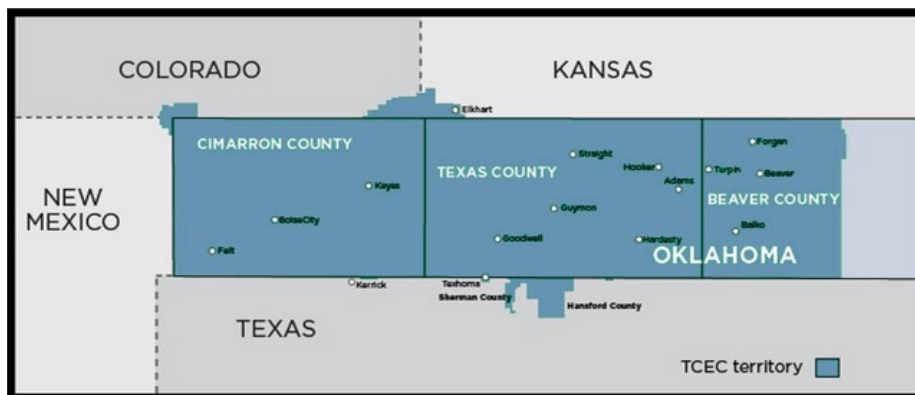 COLORADO
KANSAS
Elkhart
CIMARRON COUNTY
Straight
Forgan
TEXAS COUNTY
Hooker
Turpin
Beaver
Keyes
Adams
NEW
MEXICO
BEAVER COUNTY
Guymon
BoiseCity
Balko
Goodwell
Hardesty
Felt
OKLAHOMA
Kerrick
Texhoma
Sherman County
Hansford County
TEXAS
TCEC territory